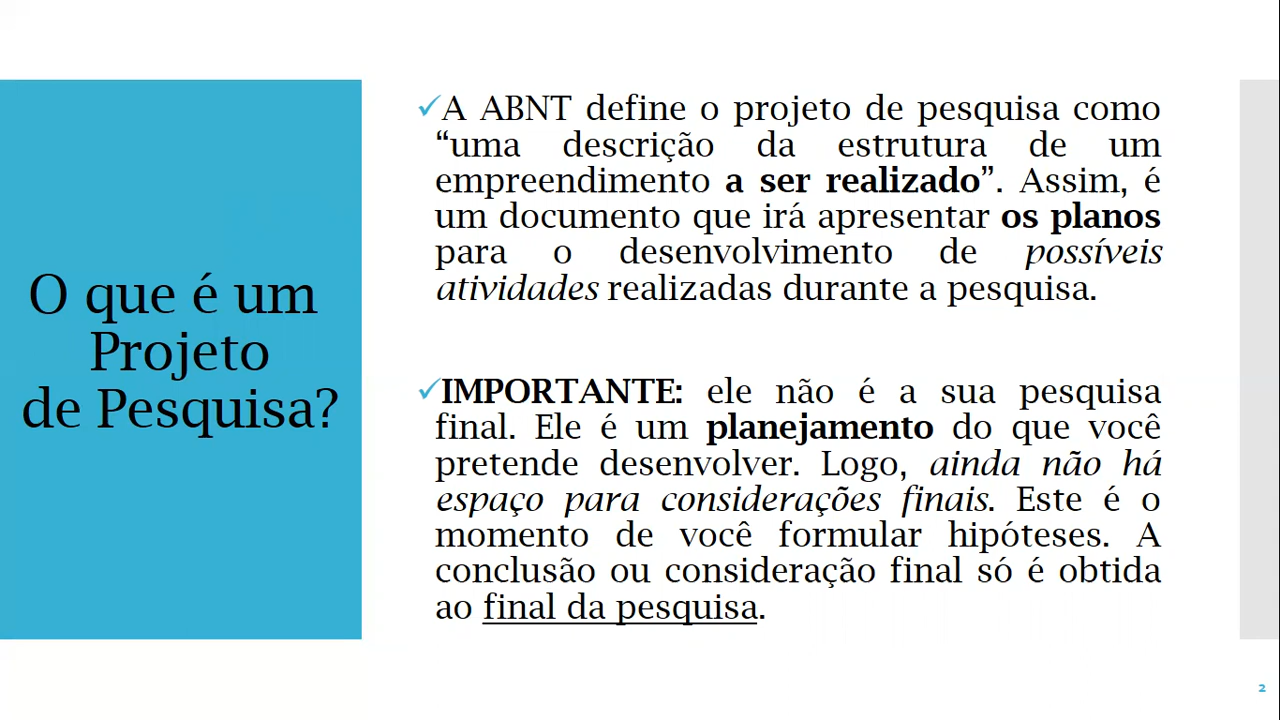 O que é um
Projeto
de Pesquisa?
✓A ABNT define o projeto de pesquisa como
“uma descrição da estrutura de um
empreendimento a ser realizado”. Assim, é
um documento que irá apresentar os planos
para o desenvolvimento de possíveis
atividades realizadas durante a pesquisa.
✓IMPORTANTE: ele não é a sua pesquisa
final. Ele é um planejamento do que você
pretende desenvolver. Logo, ainda não há
espaço para considerações finais. Este é o
momento de você formular hipóteses. A
conclusão ou consideração final só é obtida
ao final da pesquisa.
2